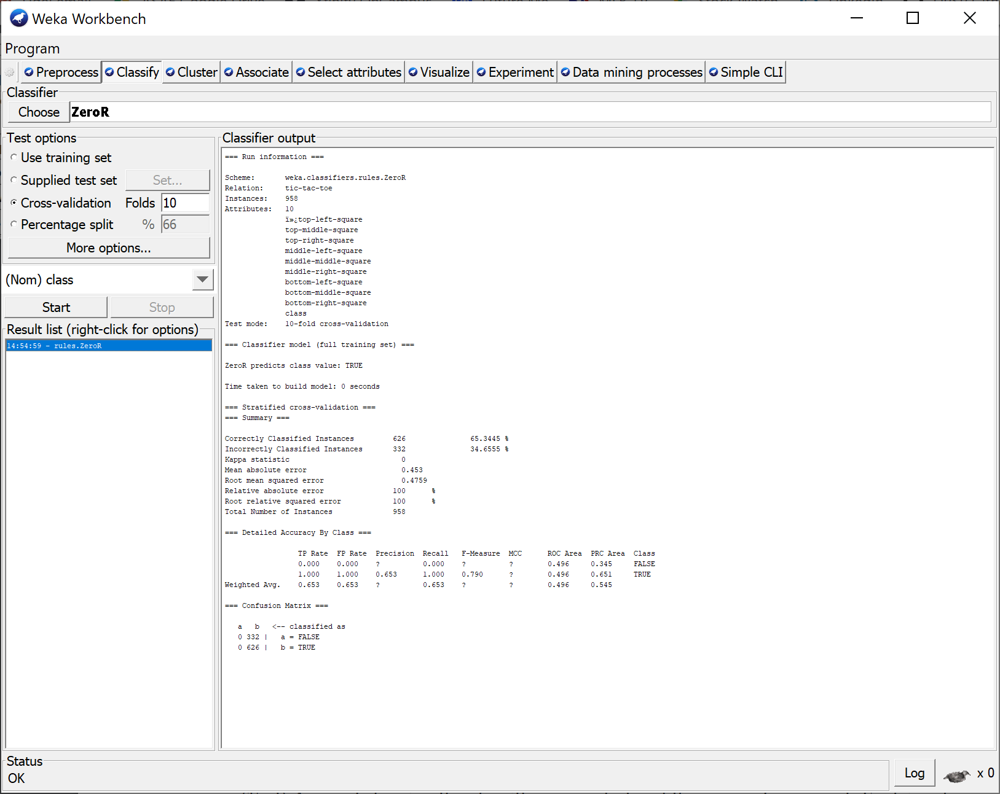 Weka Workbench
Program
Preprocess Classify Cluster Associate Select attributes Visualize Experiment Data mining processes Simple CLI
Classifier
Choose ZeroR
Test options
Use training set
Supplied test set Set...
Cross-validation Folds 10
Percentage split % 66
More options...
(Nom) class
Start Stop
Result list (right-click for options)
14:54:59 - rules.ZeroR
Classifier output
=== Run information ===
Scheme: weka.classifiers.rules.ZeroR
Relation: tic-tac-toe
Instances: 958
Attributes: 10
ï»¿top-left-square
top-middle-square
top-right-square
middle-left-square
middle-middle-square
middle-right-square
bottom-left-square
bottom-middle-square
bottom-right-square
class
Test mode: 10-fold cross-validation
=== Classifier model (full training set) ===
ZeroR predicts class value: TRUE
Time taken to build model: 0 seconds
=== Stratified cross-validation ===
=== Summary ===
Correctly Classified Instances 626 65.3445 %
Incorrectly Classified Instances 332 34.6555 %
Kappa statistic 0
Mean absolute error 0.453
Root mean squared error 0.4759
Relative absolute error 100 %
Root relative squared error 100 %
Total Number of Instances 958
=== Detailed Accuracy By Class ===
TP Rate FP Rate Precision Recall F-Measure MCC ROC Area PRC Area Class
0.000 0.000 ? 0.000 ? ? 0.496 0.345 FALSE
1.000 1.000 0.653 1.000 0.790 ? 0.496 0.651 TRUE
Weighted Avg. 0.653 0.653 ? 0.653 ? ? 0.496 0.545
=== Confusion Matrix ===
a b <-- classified as
0 332 | a = FALSE
0 626 | b = TRUE
Status
OK
Log x 0